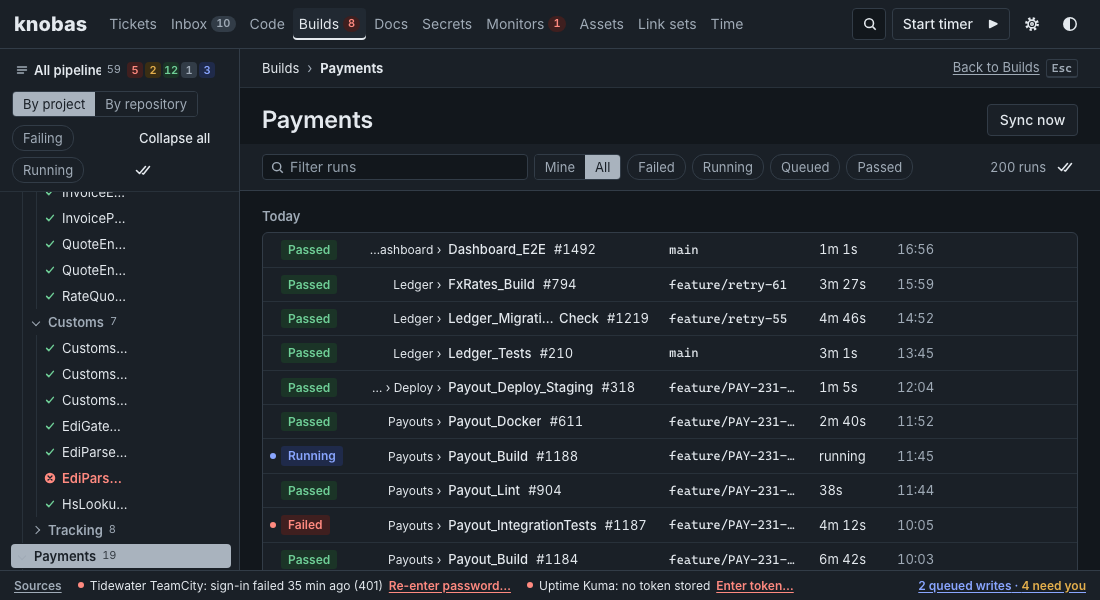 knobas Tickets Inbox 10 Code Builds 8 Docs Secrets Monitors 1 Assets Link sets Time Start timer
All pipeline 59 5 2 12 1 3
By project By repository
Failing Collapse all
Running
InvoiceE...
InvoiceP...
QuoteEn...
QuoteEn...
RateQuo...
Customs 7
Customs...
Customs...
Customs...
EdiGate...
EdiParse...
EdiPars...
HsLooku...
Tracking 8
Payments 19
Builds › Payments Back to Builds Esc
Payments Sync now
Filter runs Mine All Failed Running Queued Passed 200 runs
Today
Passed ...ashboard › Dashboard_E2E #1492 main 1m 1s 16:56
Passed Ledger › FxRates_Build #794 feature/retry-61 3m 27s 15:59
Passed Ledger › Ledger_Migrati... Check #1219 feature/retry-55 4m 46s 14:52
Passed Ledger › Ledger_Tests #210 main 3m 1s 13:45
Passed ... › Deploy › Payout_Deploy_Staging #318 feature/PAY-231-… 1m 5s 12:04
Passed Payouts › Payout_Docker #611 feature/PAY-231-… 2m 40s 11:52
Running Payouts › Payout_Build #1188 feature/PAY-231-… running 11:45
Passed Payouts › Payout_Lint #904 feature/PAY-231-… 38s 11:44
Failed Payouts › Payout_IntegrationTests #1187 feature/PAY-231-… 4m 12s 10:05
Passed Payouts › Payout_Build #1184 feature/PAY-231-… 6m 42s 10:03
Sources Tidewater TeamCity: sign-in failed 35 min ago (401) Re-enter password... Uptime Kuma: no token stored Enter token... 2 queued writes · 4 need you